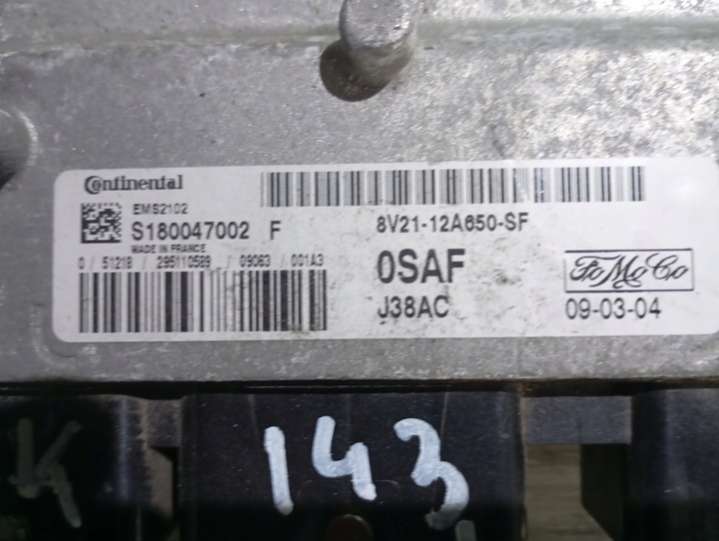 Continental
EMS2102
S180047002 F
MADE IN FRANCE
0 / 51218 / 295110589 / 09063 / 001A3
8V21-12A650-SF
0SAF
FoMoCo
J38AC
09-03-04
K
143